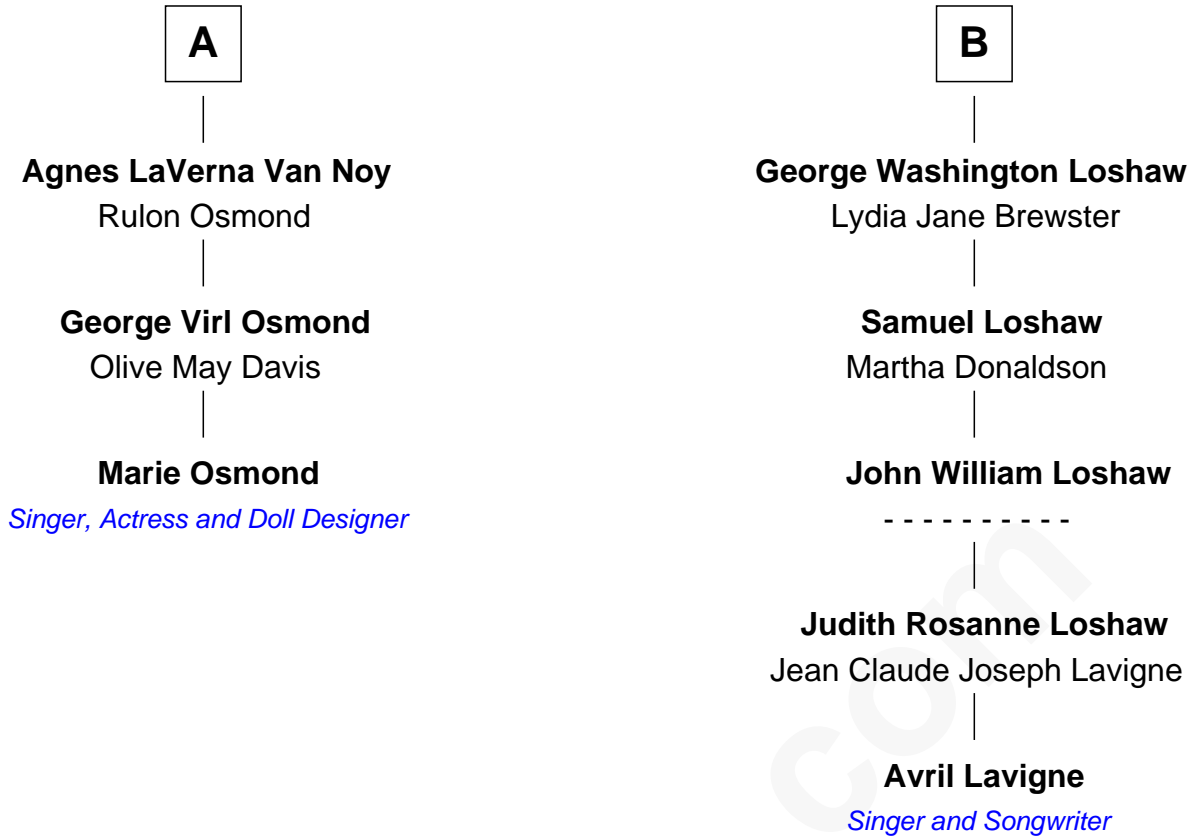 A
Agnes LaVerna Van Noy
Rulon Osmond
George Virl Osmond
Olive May Davis
Marie Osmond
Singer, Actress and Doll Designer
B
George Washington Loshaw
Lydia Jane Brewster
Samuel Loshaw
Martha Donaldson
John William Loshaw
- - - - - - - - - -
Judith Rosanne Loshaw
Jean Claude Joseph Lavigne
Avril Lavigne
Singer and Songwriter
com